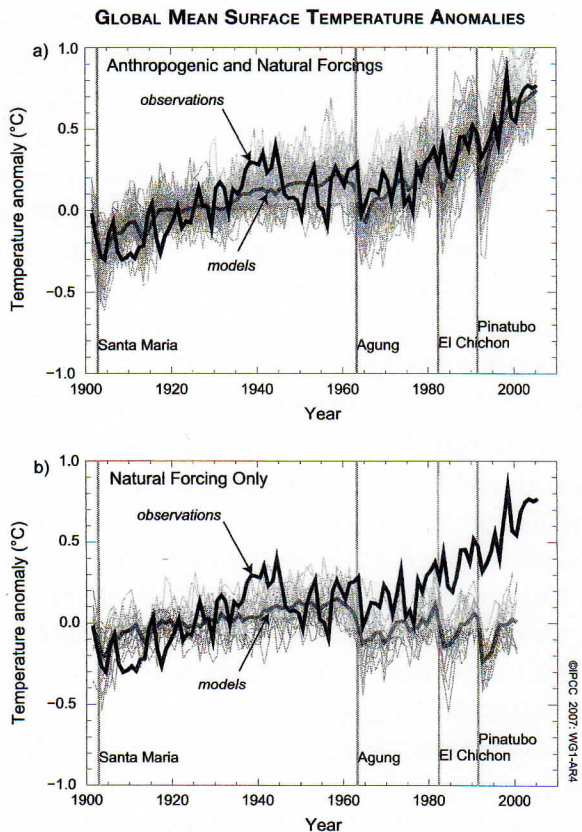 GLOBAL MEAN SURFACE TEMPERATURE ANOMALIES
a)
Anthropogenic and Natural Forcings
observations
models
Temperature anomaly (°C)
1.0
0.5
0.0
−0.5
−1.0
Santa Maria
Agung
El Chichon
Pinatubo
1900 1920 1940 1960 1980 2000
Year
b)
Natural Forcing Only
observations
models
Temperature anomaly (°C)
1.0
0.5
0.0
−0.5
−1.0
Santa Maria
Agung
El Chichon
Pinatubo
1900 1920 1940 1960 1980 2000
Year
©IPCC 2007: WG1-AR4